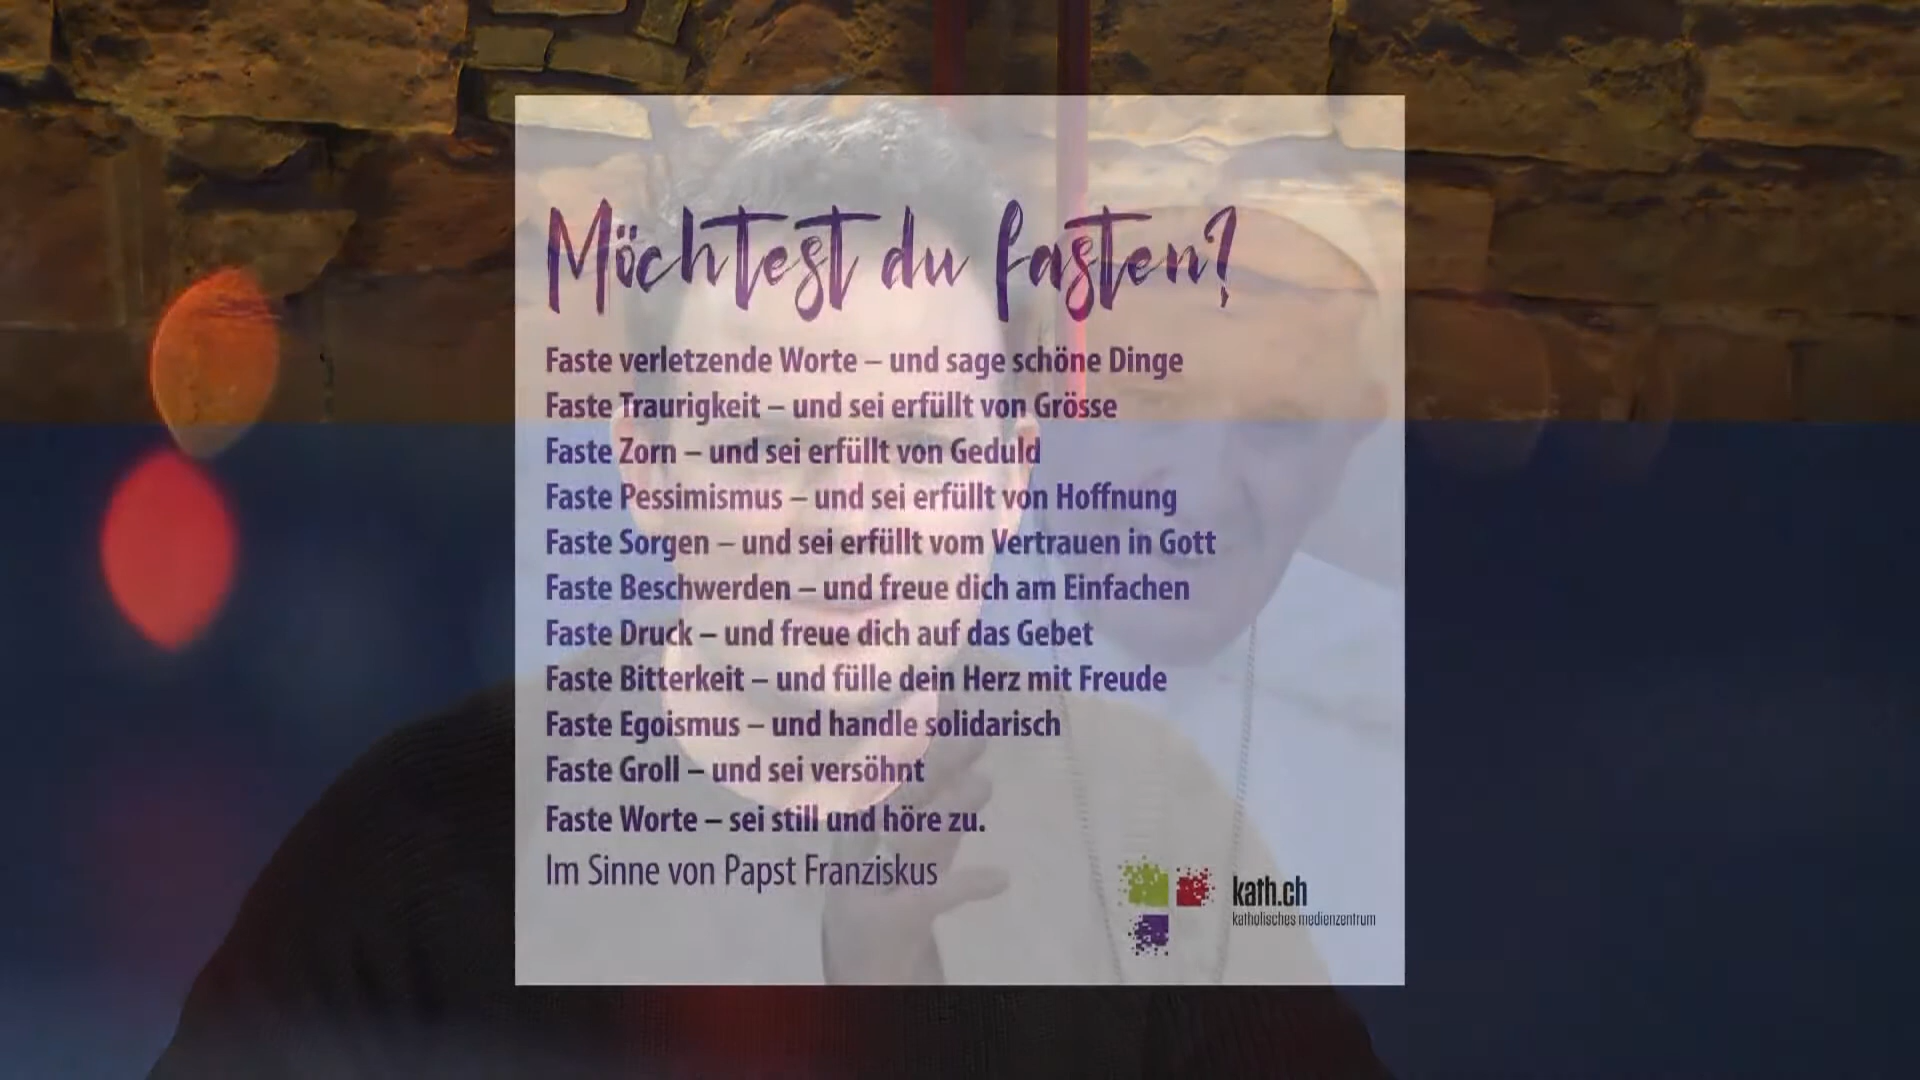 Möchtest du fasten?
Faste verletzende Worte – und sage schöne Dinge
Faste Traurigkeit – und sei erfüllt von Grösse
Faste Zorn – und sei erfüllt von Geduld
Faste Pessimismus – und sei erfüllt von Hoffnung
Faste Sorgen – und sei erfüllt vom Vertrauen in Gott
Faste Beschwerden – und freue dich am Einfachen
Faste Druck – und freue dich auf das Gebet
Faste Bitterkeit – und fülle dein Herz mit Freude
Faste Egoismus – und handle solidarisch
Faste Groll – und sei versöhnt
Faste Worte – sei still und höre zu.
Im Sinne von Papst Franziskus
kath.ch
katholisches medienzentrum